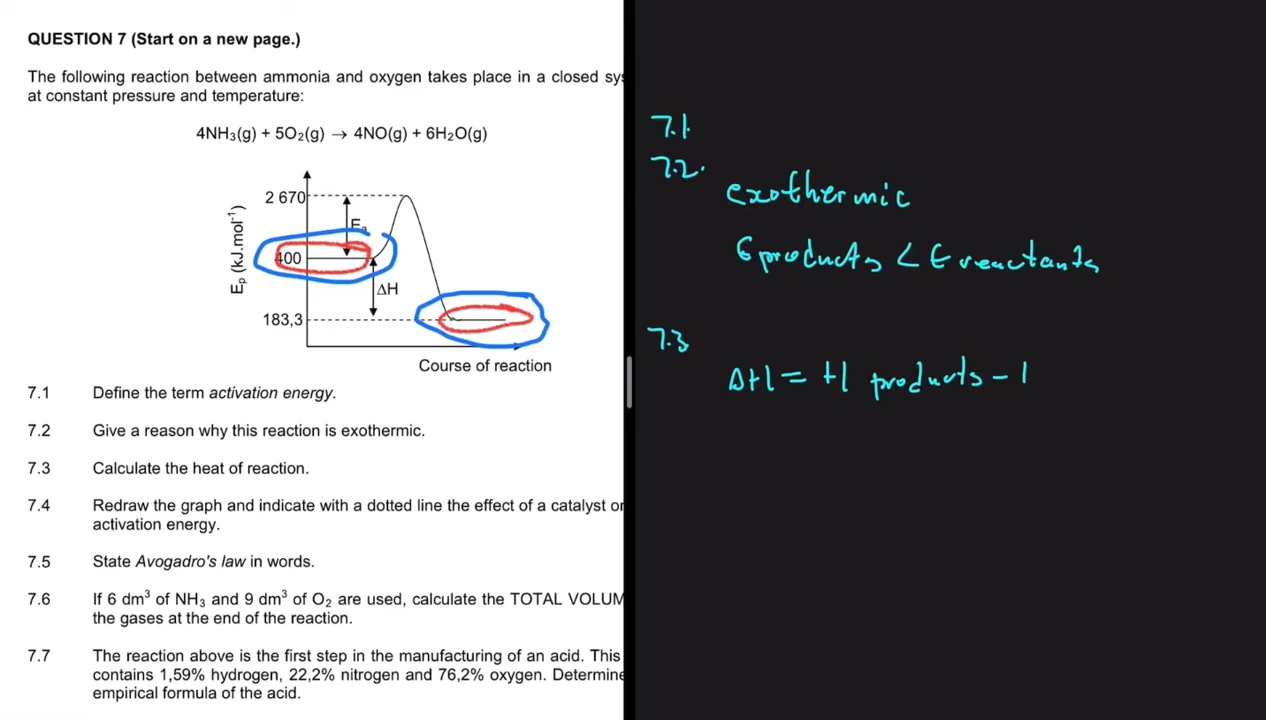 QUESTION 7 (Start on a new page.)
The following reaction between ammonia and oxygen takes place in a closed sys
at constant pressure and temperature:
4NH₃(g) + 5O₂(g) → 4NO(g) + 6H₂O(g)
2 670
Eₐ
400
ΔH
183,3
Eₚ (kJ.mol⁻¹)
Course of reaction
7.1 Define the term activation energy.
7.2 Give a reason why this reaction is exothermic.
7.3 Calculate the heat of reaction.
7.4 Redraw the graph and indicate with a dotted line the effect of a catalyst on
activation energy.
7.5 State Avogadro's law in words.
7.6 If 6 dm³ of NH₃ and 9 dm³ of O₂ are used, calculate the TOTAL VOLUM
the gases at the end of the reaction.
7.7 The reaction above is the first step in the manufacturing of an acid. This
contains 1,59% hydrogen, 22,2% nitrogen and 76,2% oxygen. Determine
empirical formula of the acid.
7.1
7.2.
exothermic
E products < E reactants
7.3
ΔH = H products - 1